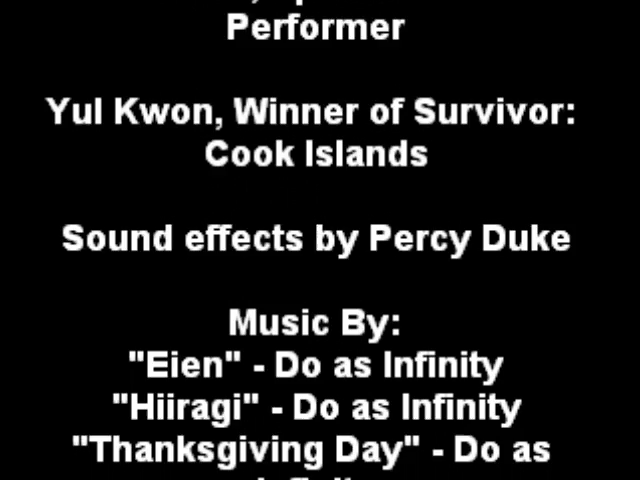 Performer
Yul Kwon, Winner of Survivor:
Cook Islands
Sound effects by Percy Duke
Music By:
"Eien" - Do as Infinity
"Hiiragi" - Do as Infinity
"Thanksgiving Day" - Do as